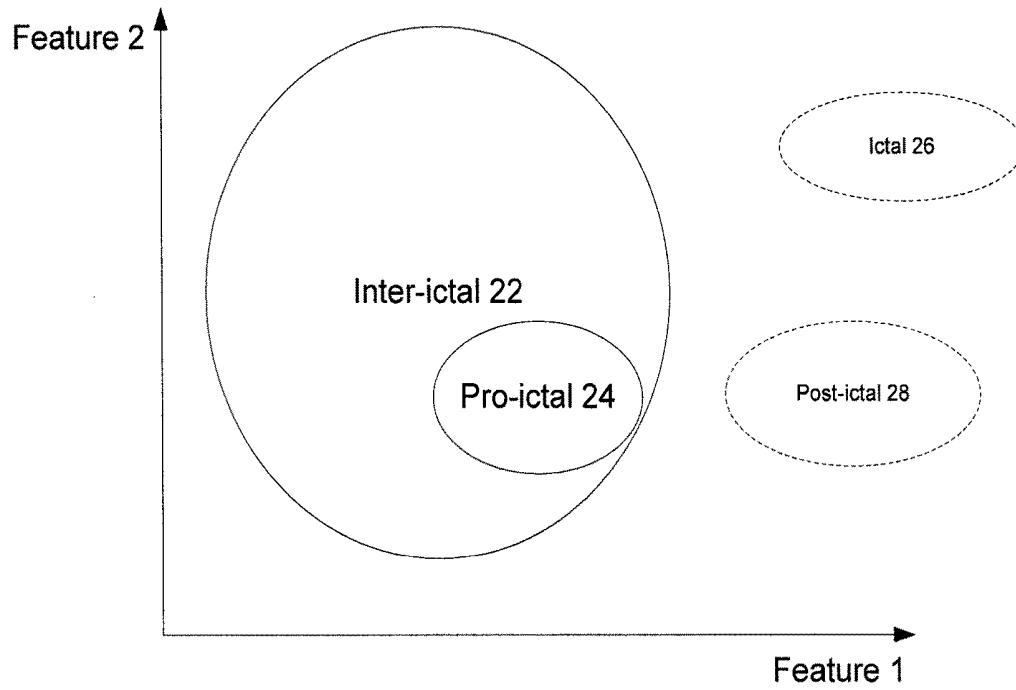 Feature 2
Ictal 26
Inter-ictal 22
Pro-ictal 24
Post-ictal 28
Feature 1